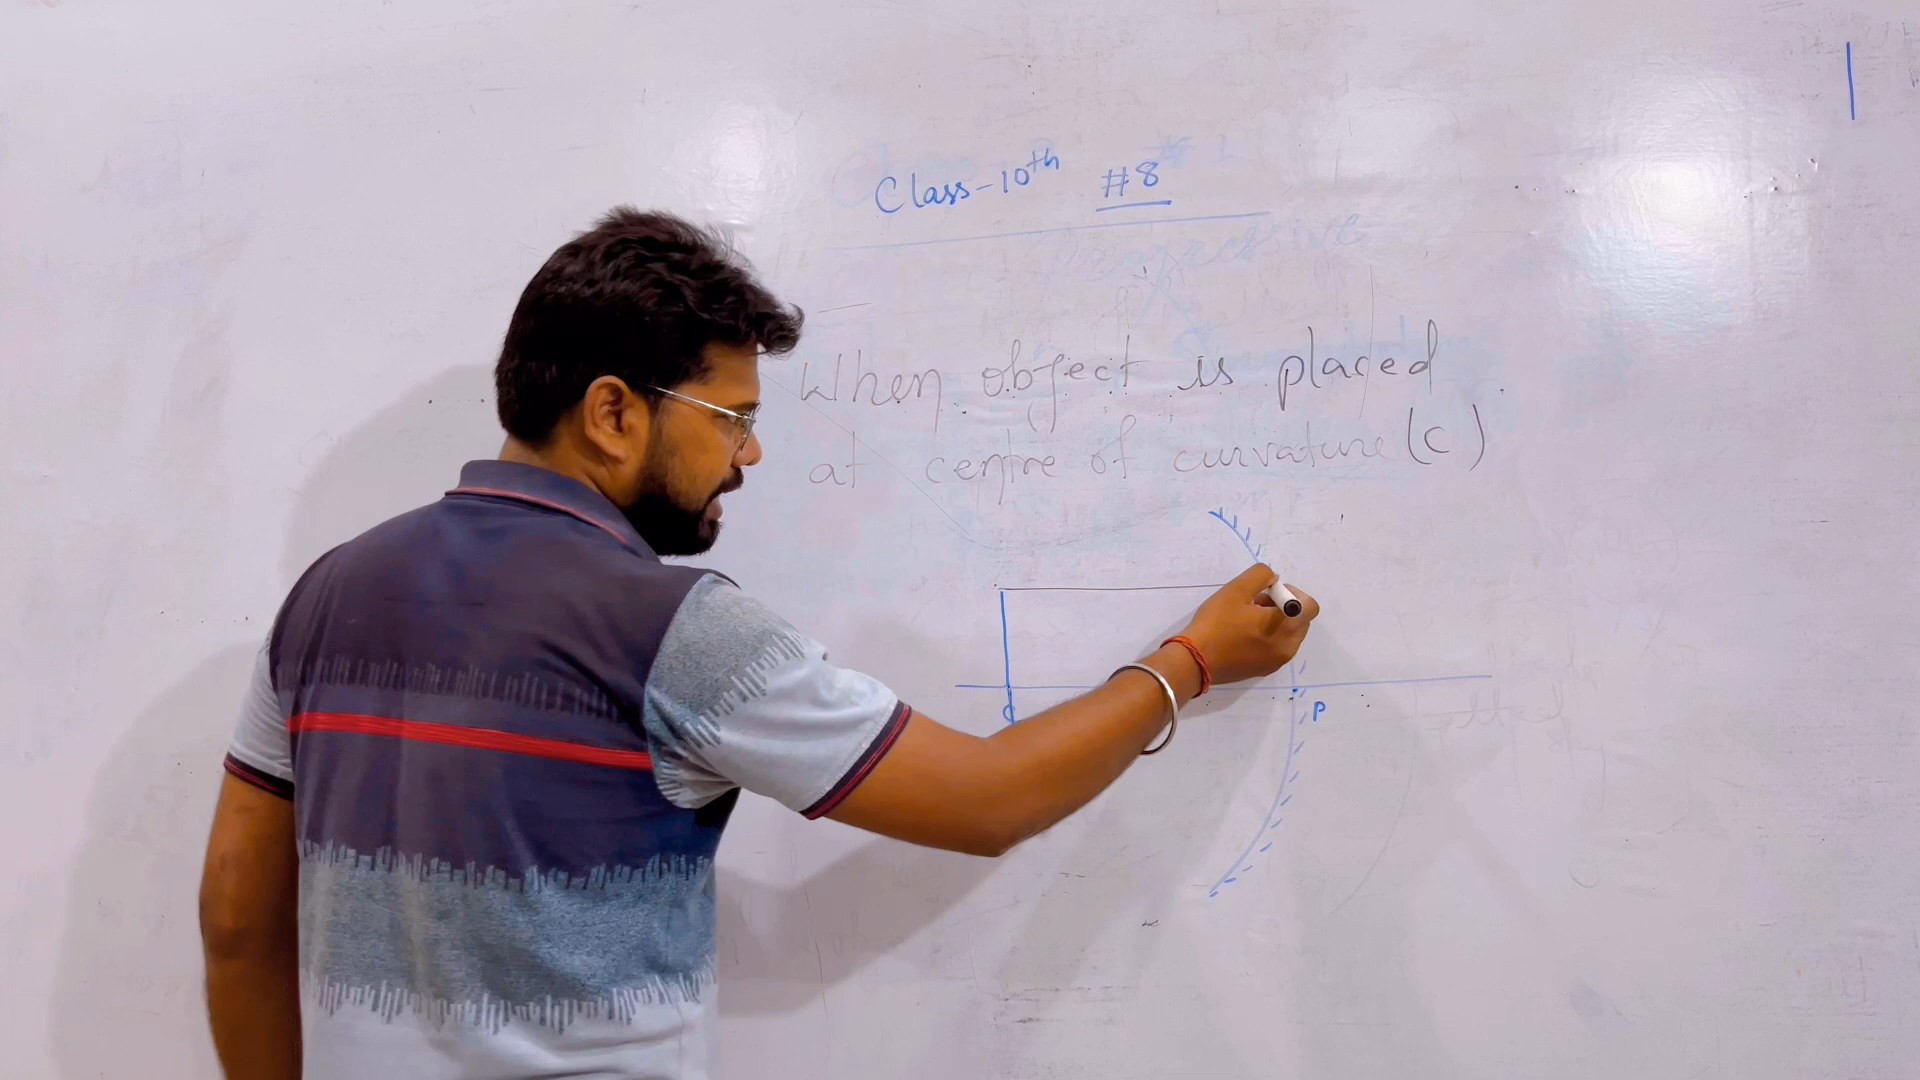 Class-10th #8
When object is placed
at centre of curvature (C)
P